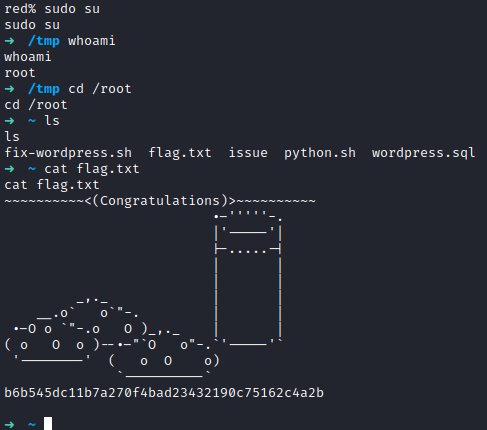 red% sudo su
sudo su
➜  /tmp whoami
whoami
root
➜  /tmp cd /root
cd /root
➜  ~ ls
ls
fix-wordpress.sh  flag.txt  issue  python.sh  wordpress.sql
➜  ~ cat flag.txt
cat flag.txt
~~~~~~~~~~<(Congratulations)>~~~~~~~~~~
                          .-'''''-.
                          |'-----'|
                          |-.....-|
                          |       |
                          |       |
         _,._             |       |
    __.o`   o`"-.         |       |
 .-O o `"-.o   O )_,._    |       |
( o   O  o )--.-"`O   o"-.`'-----'`
 '--------'  (   o  O    o)
              `----------`
b6b545dc11b7a270f4bad23432190c75162c4a2b
➜  ~